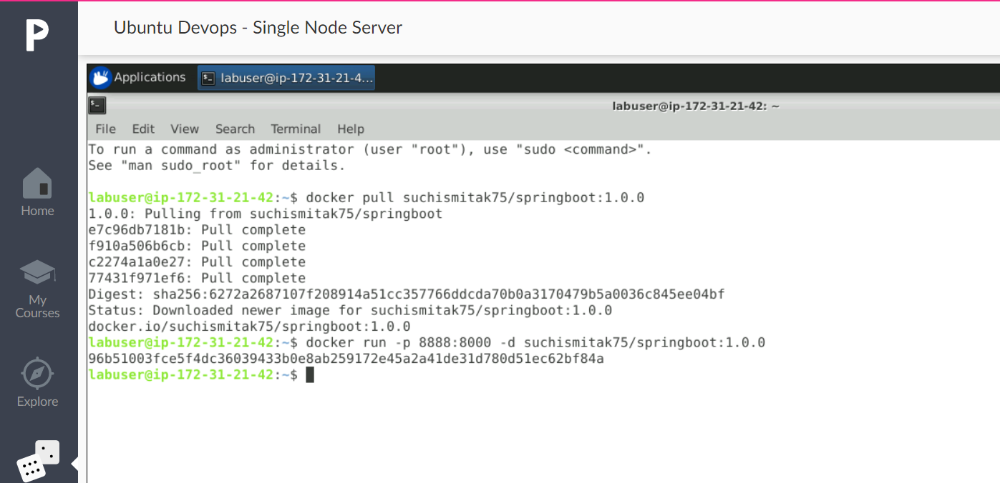 Ubuntu Devops - Single Node Server
Applications
labuser@ip-172-31-21-4...
labuser@ip-172-31-21-42: ~
File Edit View Search Terminal Help
To run a command as administrator (user "root"), use "sudo <command>".
See "man sudo_root" for details.
labuser@ip-172-31-21-42:~$ docker pull suchismitak75/springboot:1.0.0
1.0.0: Pulling from suchismitak75/springboot
e7c96db7181b: Pull complete
f910a506b6cb: Pull complete
c2274a1a0e27: Pull complete
77431f971ef6: Pull complete
Digest: sha256:6272a2687107f208914a51cc357766ddcda70b0a3170479b5a0036c845ee04bf
Status: Downloaded newer image for suchismitak75/springboot:1.0.0
docker.io/suchismitak75/springboot:1.0.0
labuser@ip-172-31-21-42:~$ docker run -p 8888:8000 -d suchismitak75/springboot:1.0.0
96b51003fce5f4dc36039433b0e8ab259172e45a2a41de31d780d51ec62bf84a
labuser@ip-172-31-21-42:~$
Home
My
Courses
Explore